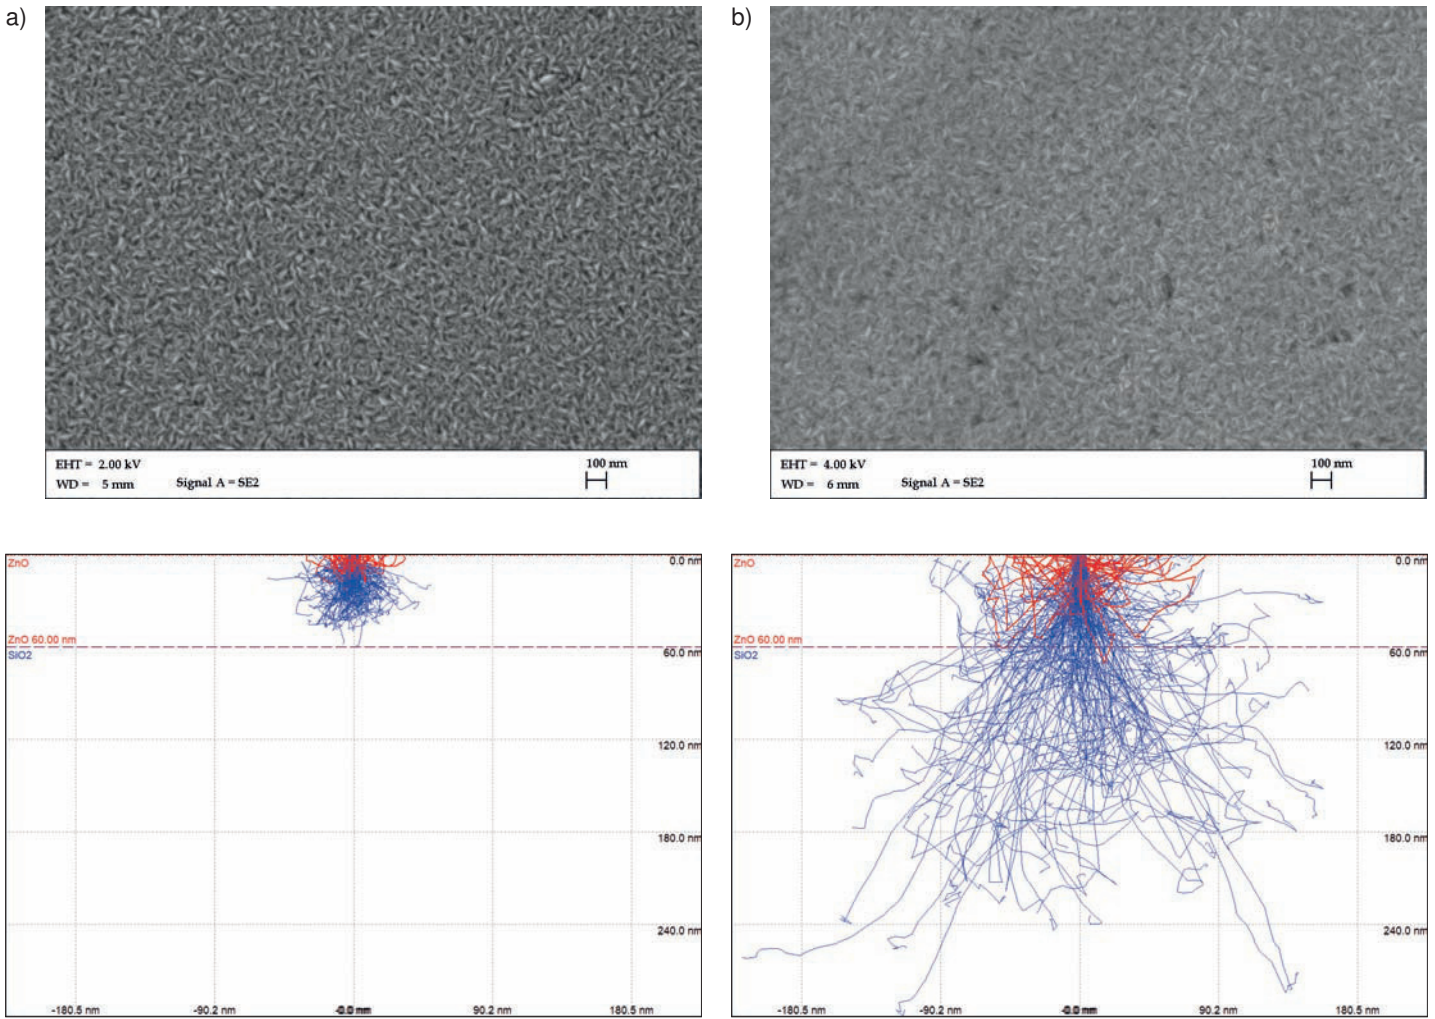 a)
b)
EHT = 2.00 kV
WD = 5 mm
Signal A = SE2
100 nm
EHT = 4.00 kV
WD = 6 mm
Signal A = SE2
100 nm
ZnO
0.0 nm
ZnO 60.00 nm
SiO2
60.0 nm
120.0 nm
180.0 nm
240.0 nm
-180.5 nm
-90.2 nm
90.2 nm
180.5 nm
ZnO
0.0 nm
ZnO 60.00 nm
SiO2
60.0 nm
120.0 nm
180.0 nm
240.0 nm
-180.5 nm
-90.2 nm
90.2 nm
180.5 nm